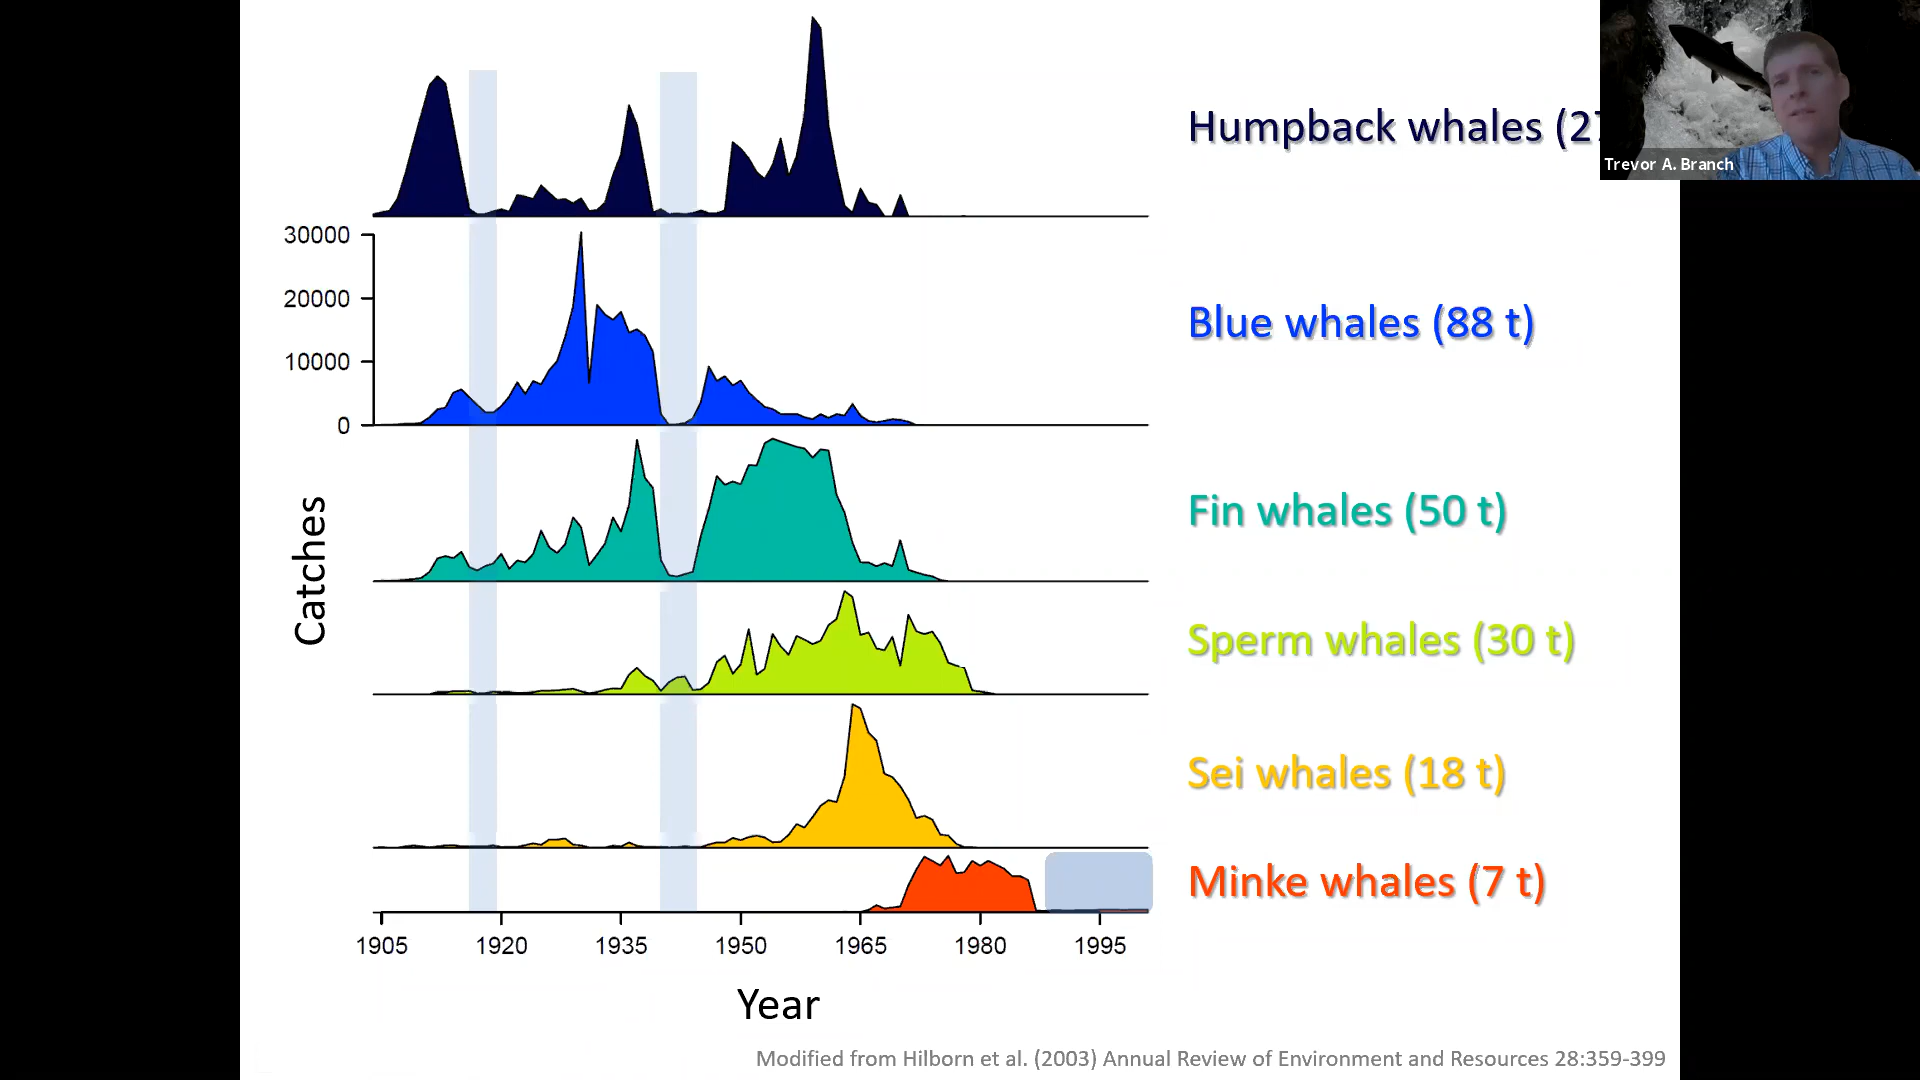 Humpback whales (27
Trevor A. Branch
30000
20000
10000
0
Blue whales (88 t)
Fin whales (50 t)
Catches
Sperm whales (30 t)
Sei whales (18 t)
Minke whales (7 t)
1905 1920 1935 1950 1965 1980 1995
Year
Modified from Hilborn et al. (2003) Annual Review of Environment and Resources 28:359-399